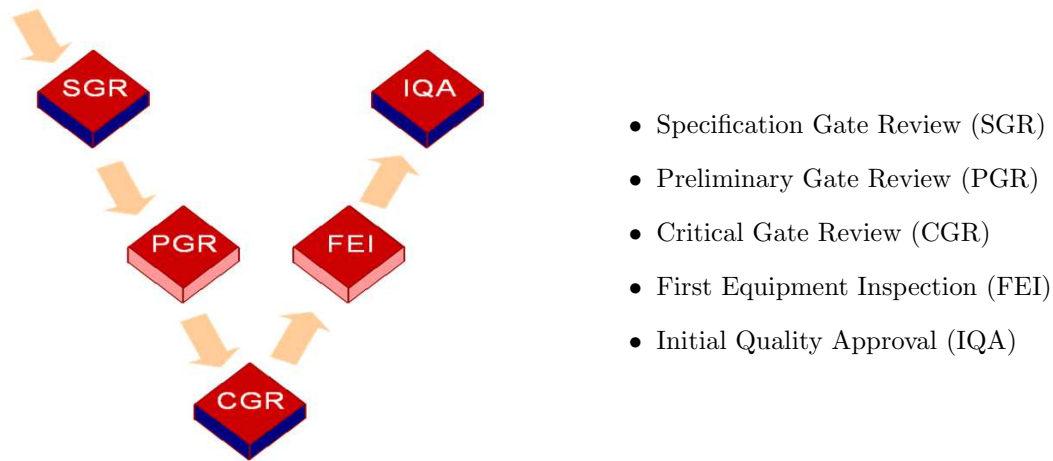 SGR
IQA
PGR
FEI
CGR
• Specification Gate Review (SGR)
• Preliminary Gate Review (PGR)
• Critical Gate Review (CGR)
• First Equipment Inspection (FEI)
• Initial Quality Approval (IQA)